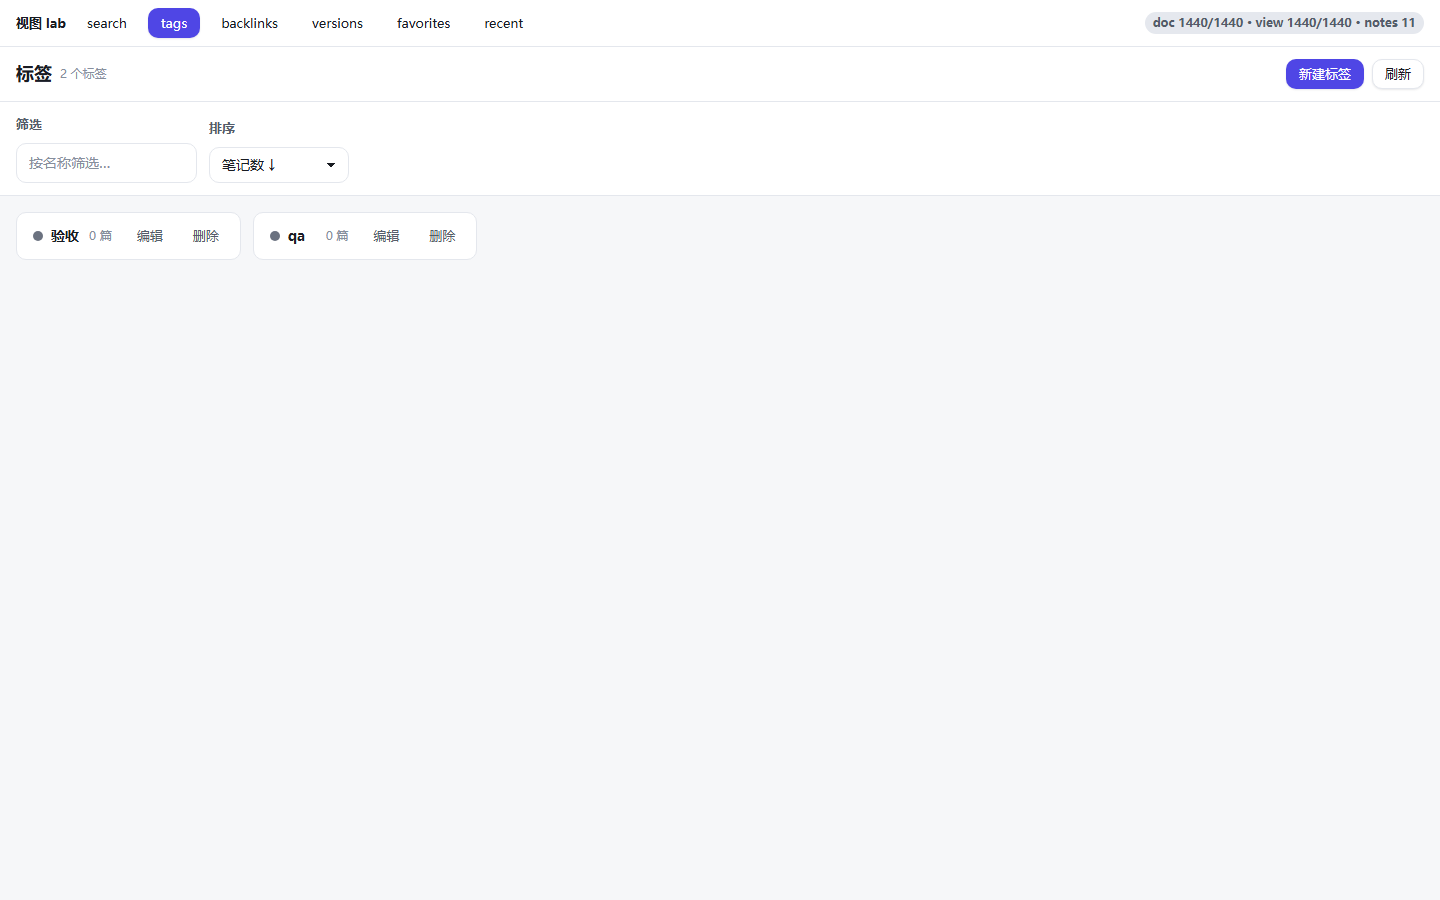 视图 lab search tags backlinks versions favorites recent doc 1440/1440 • view 1440/1440 • notes 11
标签 2 个标签 新建标签 刷新
筛选 排序
按名称筛选... 笔记数 ↓
验收 0 篇 编辑 删除 qa 0 篇 编辑 删除